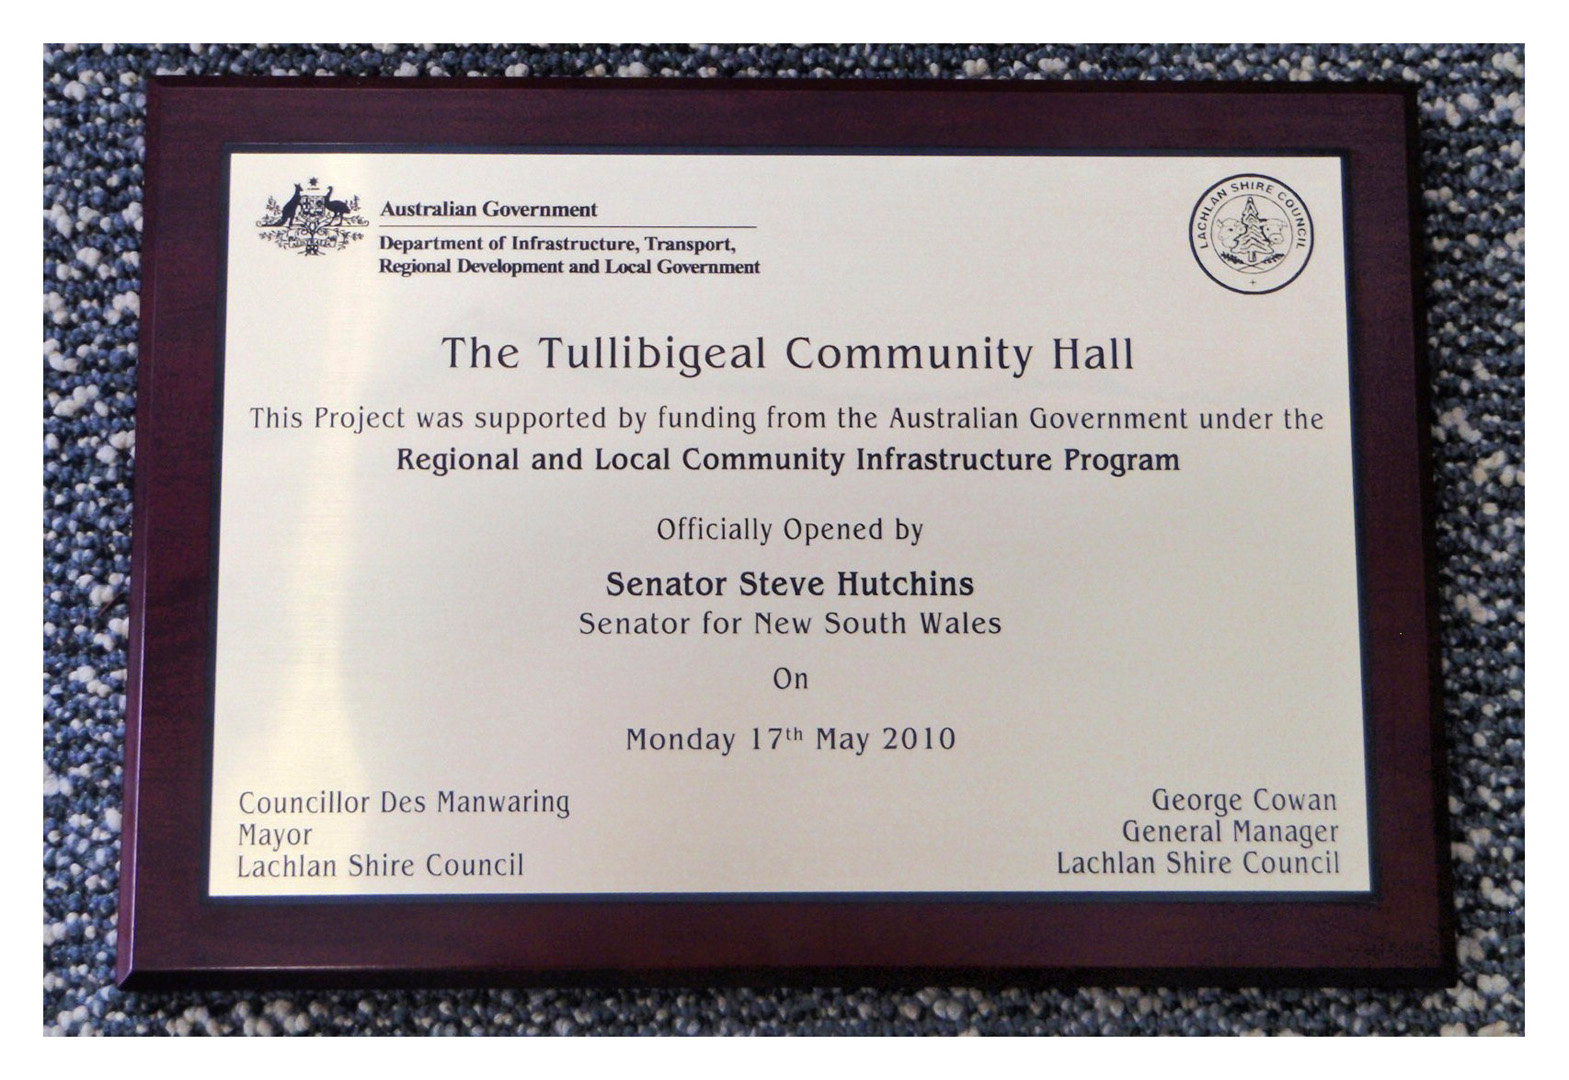 Australian Government
Department of Infrastructure, Transport,
Regional Development and Local Government
LACHLAN SHIRE COUNCIL
The Tullibigeal Community Hall
This Project was supported by funding from the Australian Government under the
Regional and Local Community Infrastructure Program
Officially Opened by
Senator Steve Hutchins
Senator for New South Wales
On
Monday 17th May 2010
Councillor Des Manwaring
Mayor
Lachlan Shire Council
George Cowan
General Manager
Lachlan Shire Council